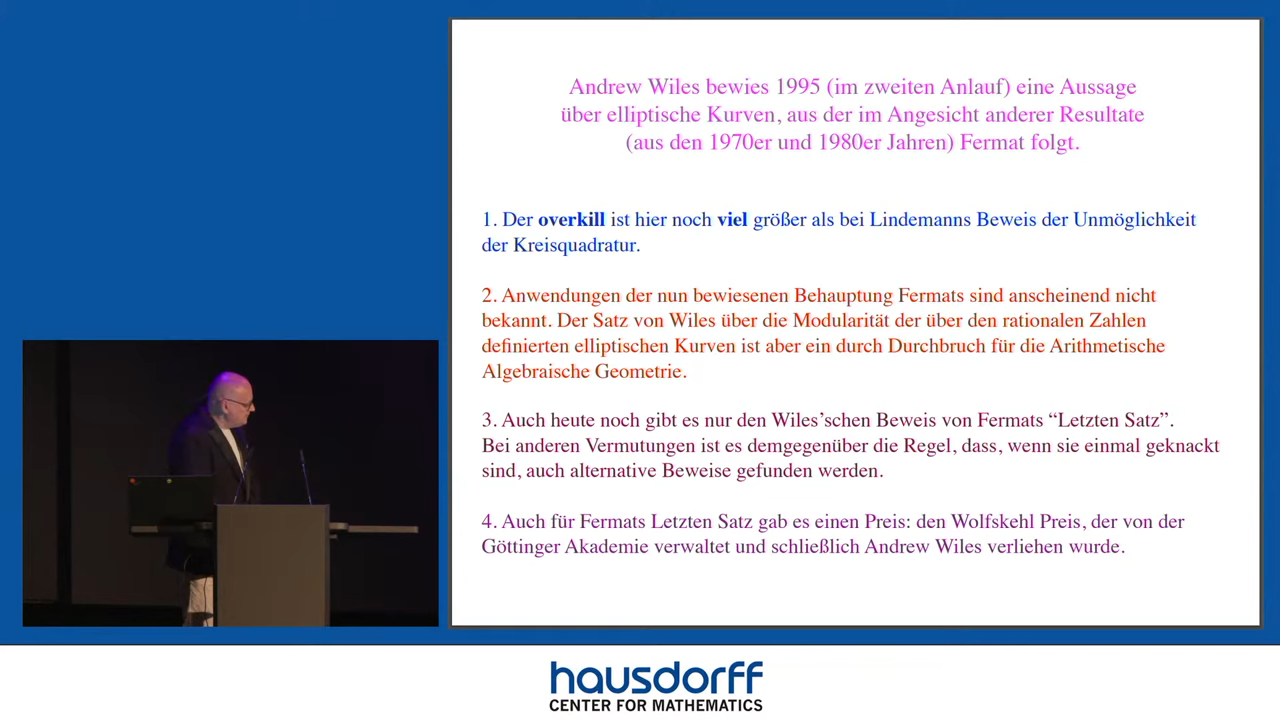 Andrew Wiles bewies 1995 (im zweiten Anlauf) eine Aussage
über elliptische Kurven, aus der im Angesicht anderer Resultate
(aus den 1970er und 1980er Jahren) Fermat folgt.
1. Der overkill ist hier noch viel größer als bei Lindemanns Beweis der Unmöglichkeit
der Kreisquadratur.
2. Anwendungen der nun bewiesenen Behauptung Fermats sind anscheinend nicht
bekannt. Der Satz von Wiles über die Modularität der über den rationalen Zahlen
definierten elliptischen Kurven ist aber ein durch Durchbruch für die Arithmetische
Algebraische Geometrie.
3. Auch heute noch gibt es nur den Wiles’schen Beweis von Fermats “Letzten Satz”.
Bei anderen Vermutungen ist es demgegenüber die Regel, dass, wenn sie einmal geknackt
sind, auch alternative Beweise gefunden werden.
4. Auch für Fermats Letzten Satz gab es einen Preis: den Wolfskehl Preis, der von der
Göttinger Akademie verwaltet und schließlich Andrew Wiles verliehen wurde.
hausdorff
CENTER FOR MATHEMATICS